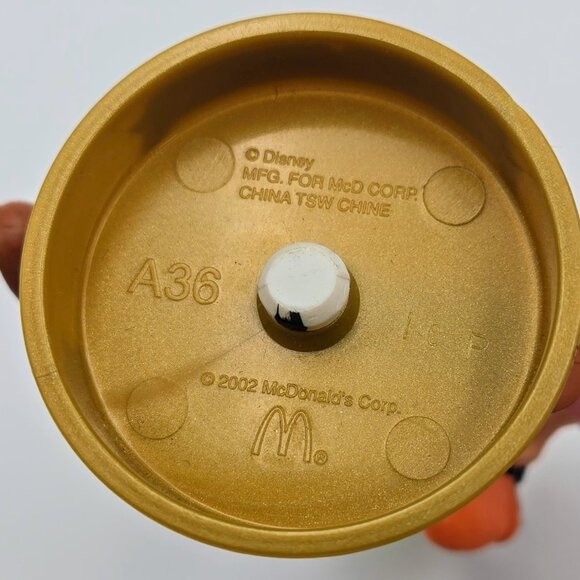 © Disney
MFG. FOR McD CORP.
CHINA TSW CHINE
A36
© 2002 McDonald's Corp.
M®